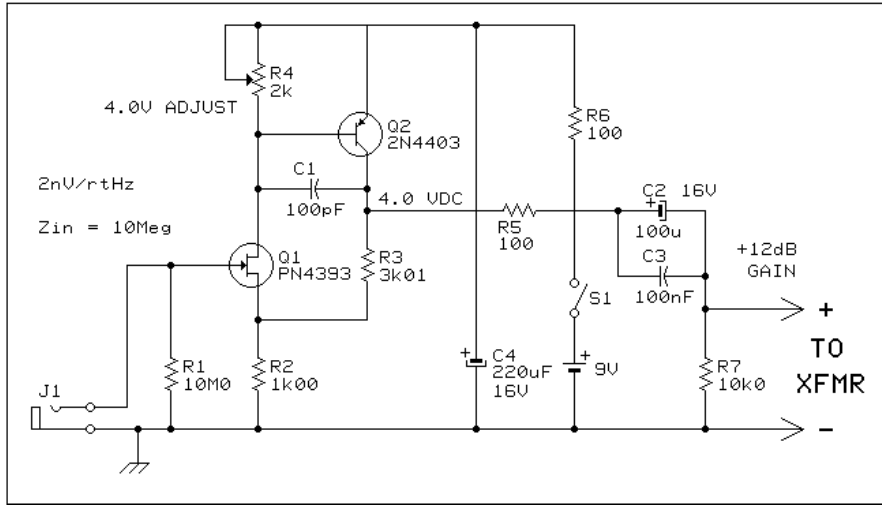 R4
2k
4.0V ADJUST
Q2
2N4403
R6
100
2nV/rtHz
C1
100pF
4.0 VDC
C2 16V
+
100u
Zin = 10Meg
R5
100
Q1
PN4393
R3
3k01
C3
100nF
+12dB
GAIN
S1
+
TO
XFMR
-
J1
R1
10M0
R2
1k00
+
C4
220uF
16V
+
9V
R7
10k0